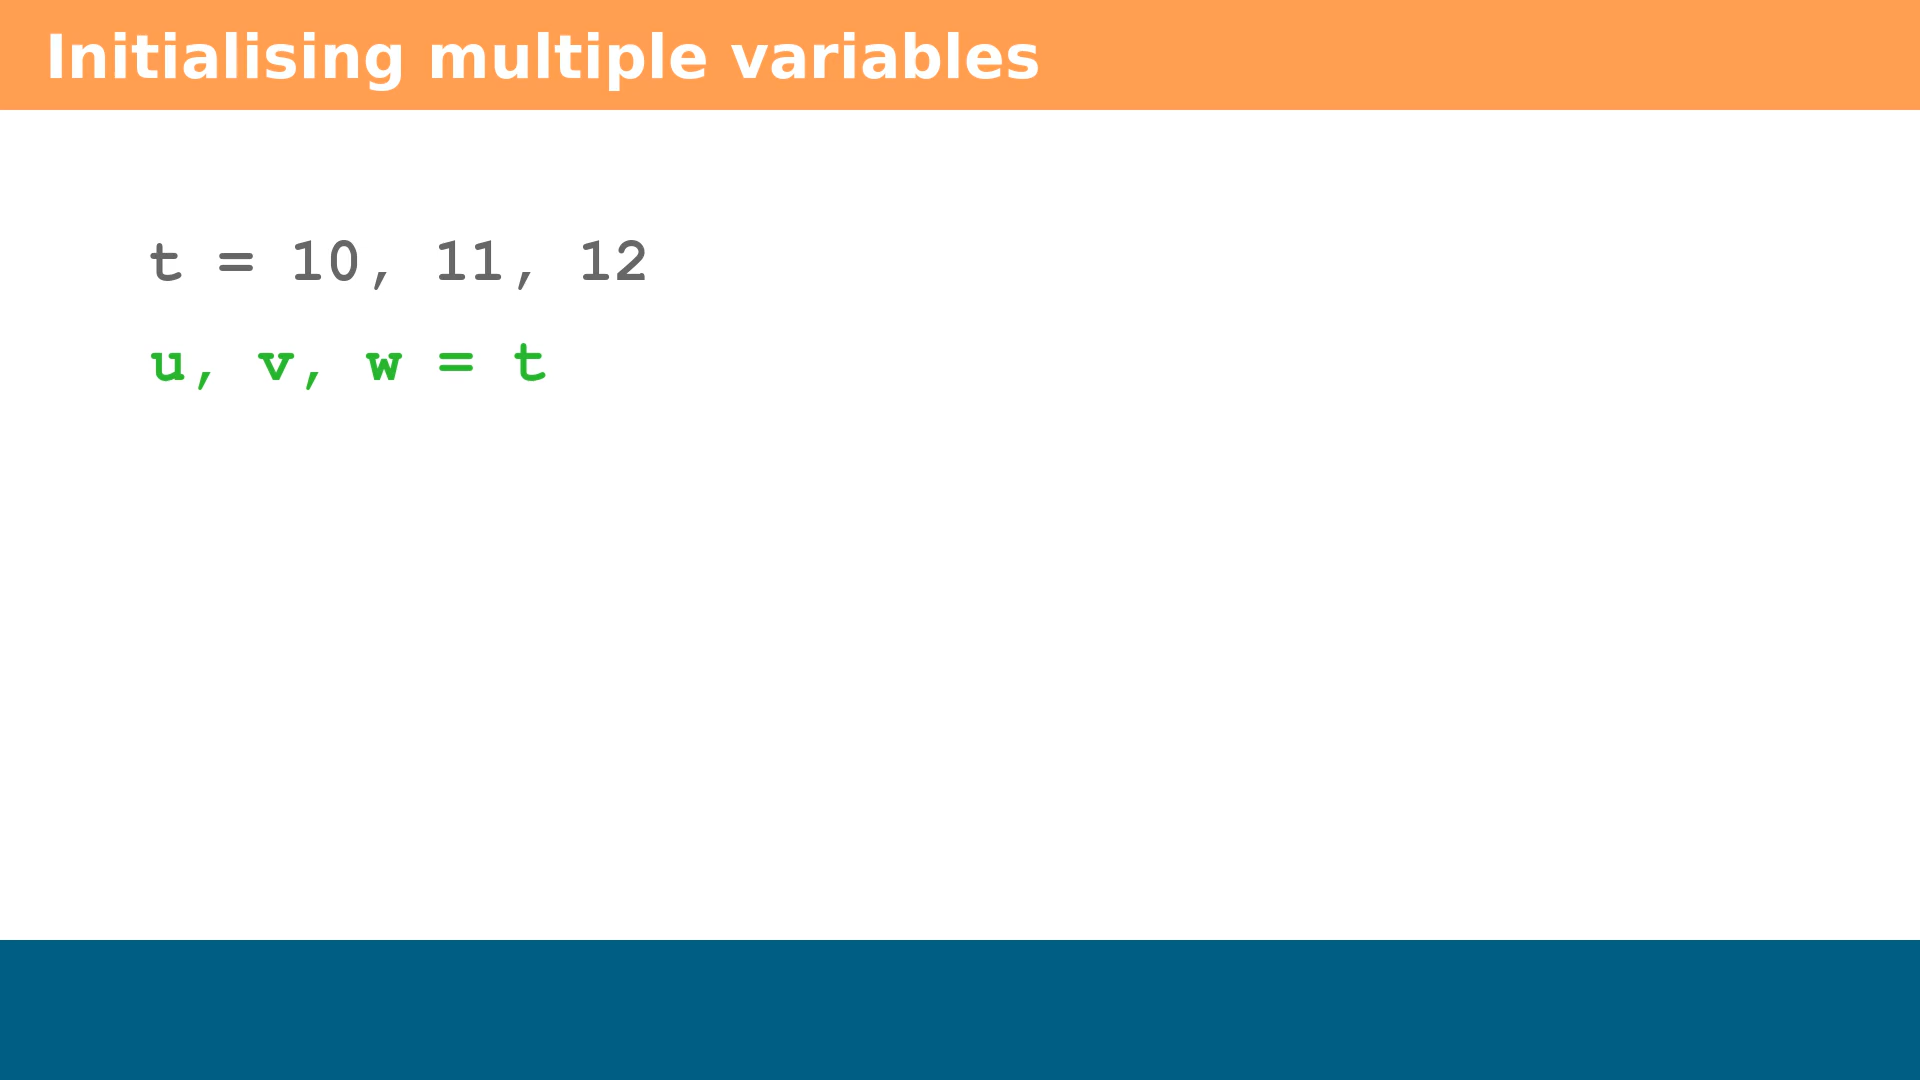 Initialising multiple variables
t = 10, 11, 12
u, v, w = t